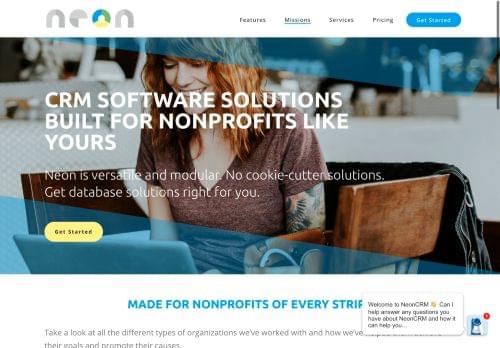 neon
Features
Missions
Services
Pricing
Get Started
CRM SOFTWARE SOLUTIONS
BUILT FOR NONPROFITS LIKE
YOURS
Neon is versatile and modular. No cookie-cutter solutions.
Get database solutions right for you.
Get Started
MADE FOR NONPROFITS OF EVERY STRIP
Take a look at all the different types of organizations we've worked with and how we've
their goals and promote their causes.
Welcome to NeonCRM 👋 Can I
help answer any questions you
have about NeonCRM and how it
can help you...
1